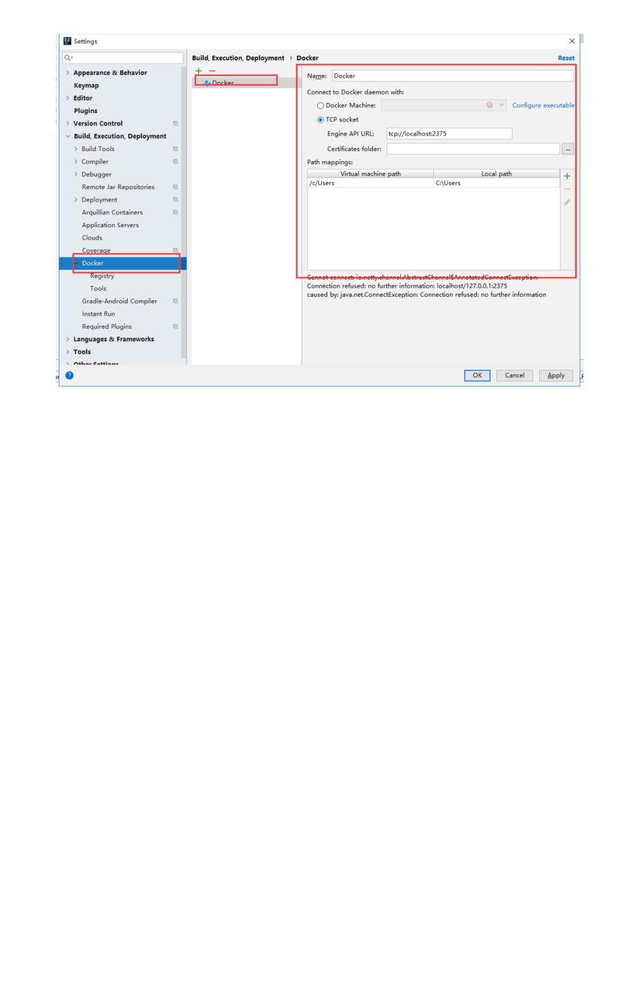 Settings
Build, Execution, Deployment › Docker
Reset
Appearance & Behavior
Keymap
Editor
Plugins
Version Control
Build, Execution, Deployment
Build Tools
Compiler
Debugger
Remote Jar Repositories
Deployment
Arquillian Containers
Application Servers
Clouds
Coverage
Docker
Registry
Tools
Gradle-Android Compiler
Instant Run
Required Plugins
Languages & Frameworks
Tools
Other Settings
Docker
Name: Docker
Connect to Docker daemon with:
Docker Machine: Configure executable
TCP socket
Engine API URL: tcp://localhost:2375
Certificates folder: ...
Path mappings:
Virtual machine path Local path
/c/Users C:\Users
Cannot connect: io.netty.channel.AbstractChannel$AnnotatedConnectException:
Connection refused: no further information: localhost/127.0.0.1:2375
caused by: java.net.ConnectException: Connection refused: no further information
OK Cancel Apply